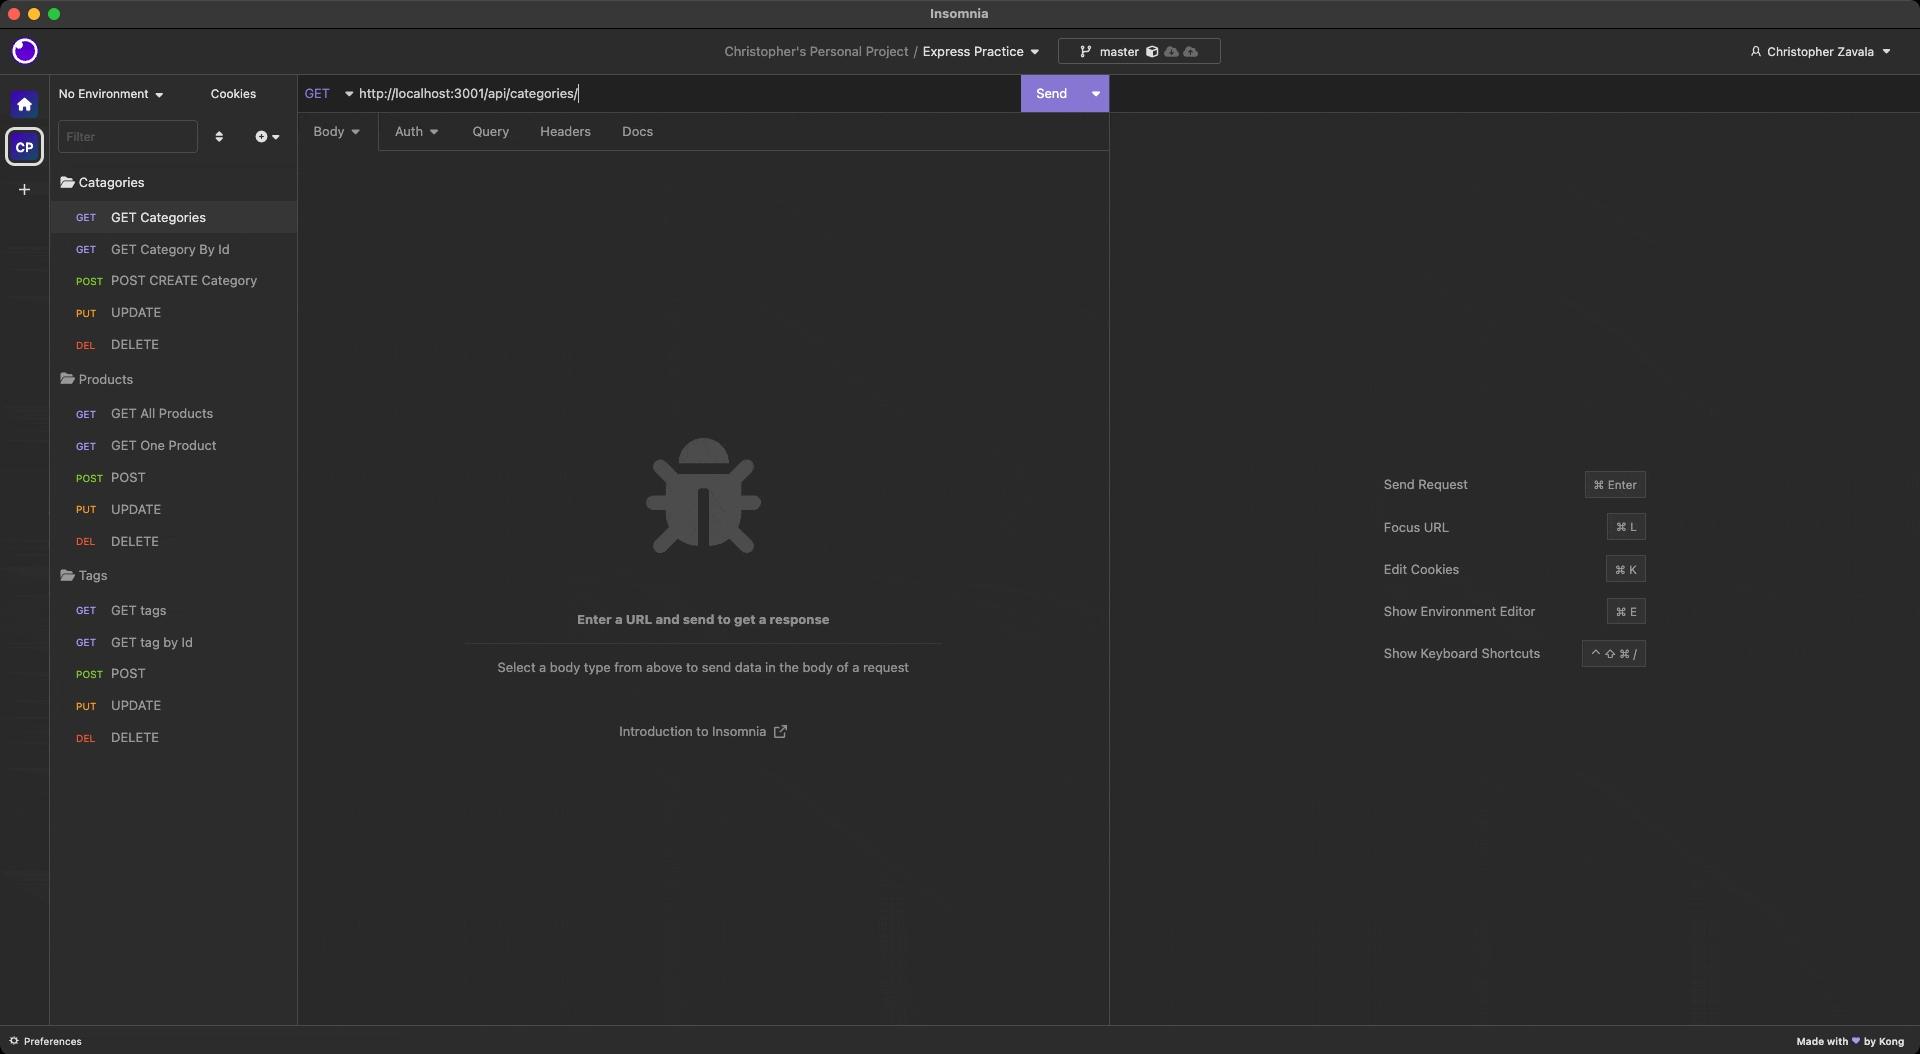 Insomnia
Christopher's Personal Project / Express Practice
master
Christopher Zavala
No Environment
Cookies
GET http://localhost:3001/api/categories/
Send
CP
Filter
Body
Auth
Query
Headers
Docs
Catagories
GET GET Categories
GET GET Category By Id
POST POST CREATE Category
PUT UPDATE
DEL DELETE
Products
GET GET All Products
GET GET One Product
POST POST
PUT UPDATE
DEL DELETE
Tags
GET GET tags
GET GET tag by Id
POST POST
PUT UPDATE
DEL DELETE
Enter a URL and send to get a response
Select a body type from above to send data in the body of a request
Introduction to Insomnia
Send Request ⌘ Enter
Focus URL ⌘ L
Edit Cookies ⌘ K
Show Environment Editor ⌘ E
Show Keyboard Shortcuts ⌃ ⇧ ⌘ /
Preferences
Made with ♥ by Kong